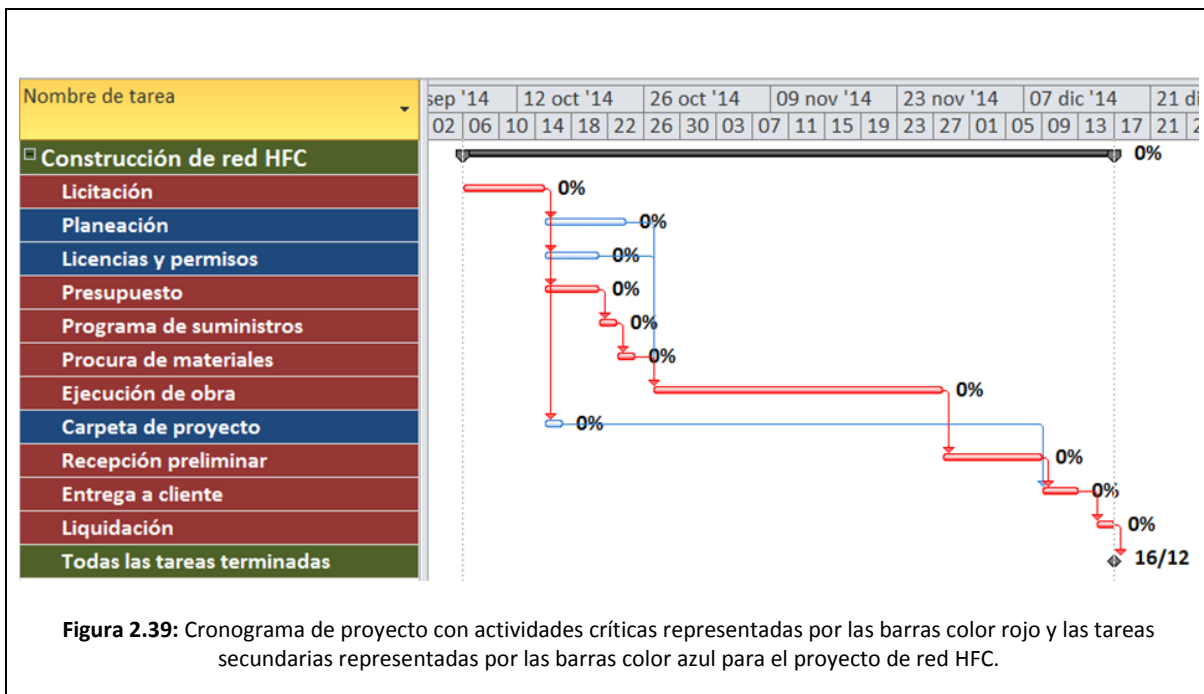 Nombre de tarea
sep '14 12 oct '14 26 oct '14 09 nov '14 23 nov '14 07 dic '14 21 di
02 06 10 14 18 22 26 30 03 07 11 15 19 23 27 01 05 09 13 17 21 2
Construcción de red HFC 0%
Licitación 0%
Planeación 0%
Licencias y permisos 0%
Presupuesto 0%
Programa de suministros 0%
Procura de materiales 0%
Ejecución de obra 0%
Carpeta de proyecto 0%
Recepción preliminar 0%
Entrega a cliente 0%
Liquidación 0%
Todas las tareas terminadas 16/12
Figura 2.39: Cronograma de proyecto con actividades críticas representadas por las barras color rojo y las tareas
secundarias representadas por las barras color azul para el proyecto de red HFC.